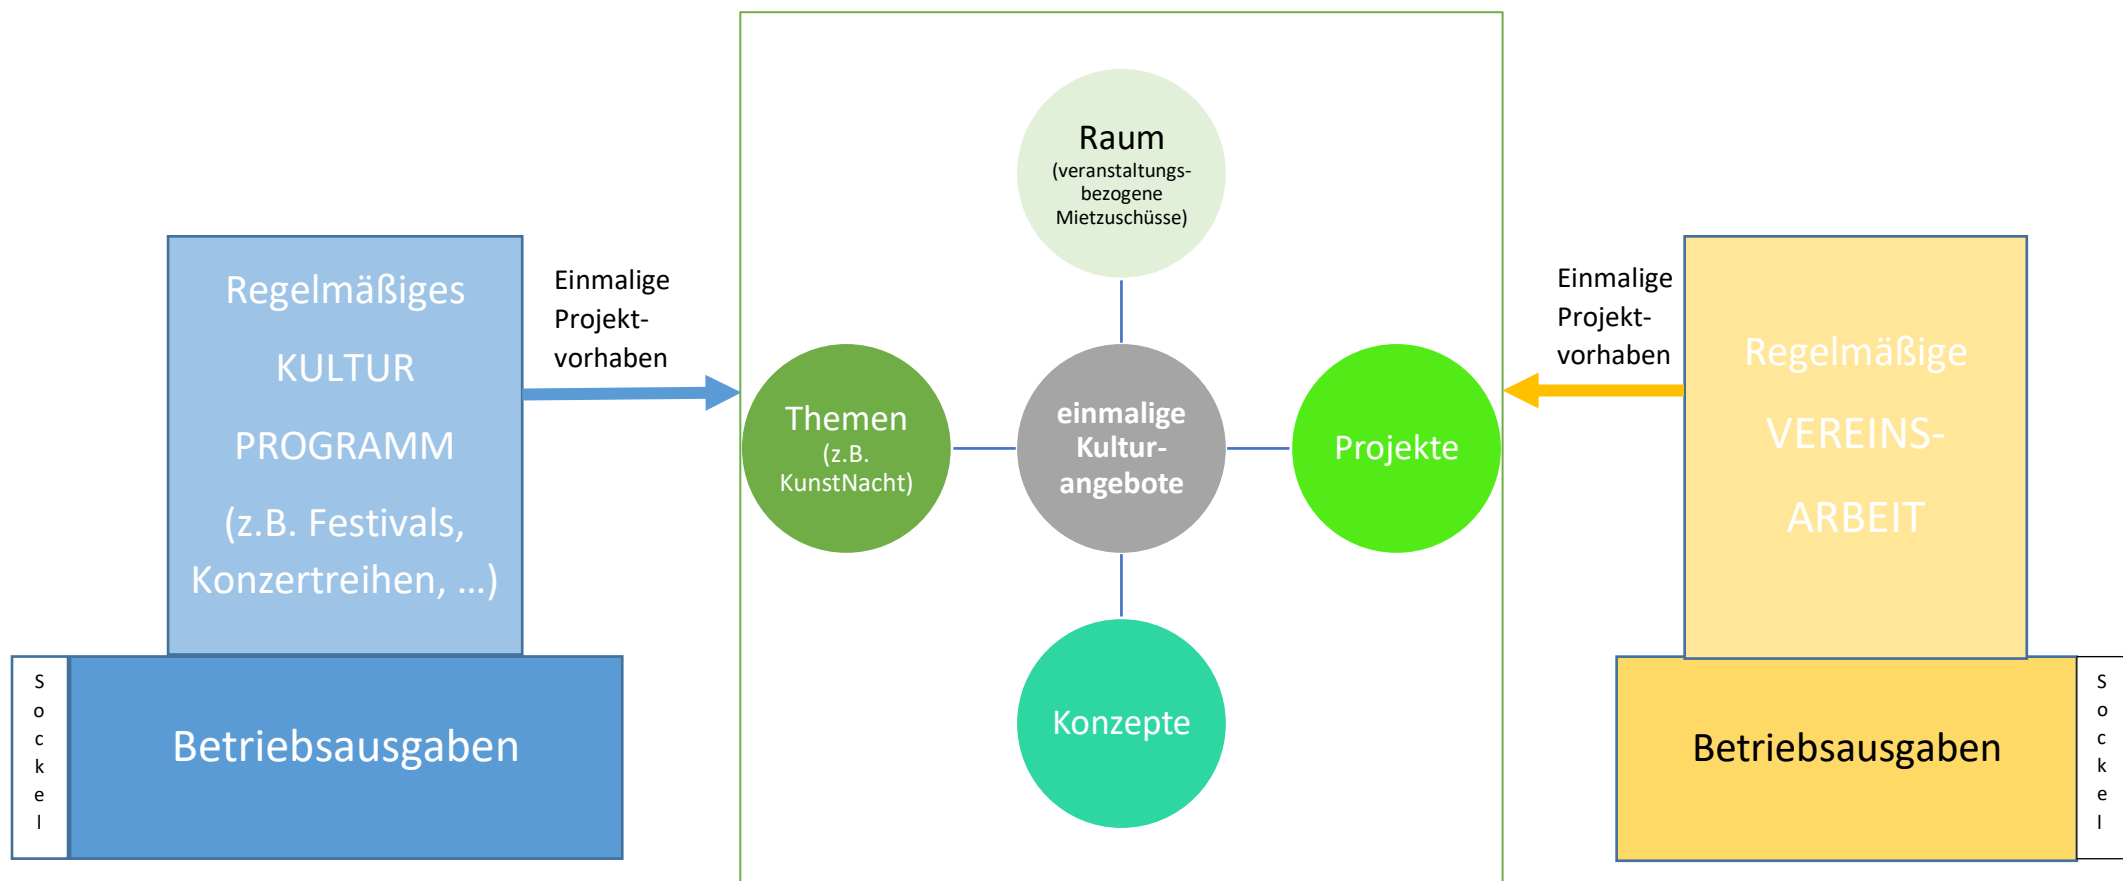 Regelmäßiges
KULTUR
PROGRAMM
(z.B. Festivals,
Konzertreihen, ...)
S
o
c
k
e
l
Betriebsausgaben
Einmalige
Projekt-
vorhaben
Raum
(veranstaltungs-
bezogene
Mietzuschüsse)
Themen
(z.B.
KunstNacht)
einmalige
Kultur-
angebote
Projekte
Konzepte
Einmalige
Projekt-
vorhaben
Regelmäßige
VEREINS-
ARBEIT
Betriebsausgaben
S
o
c
k
e
l